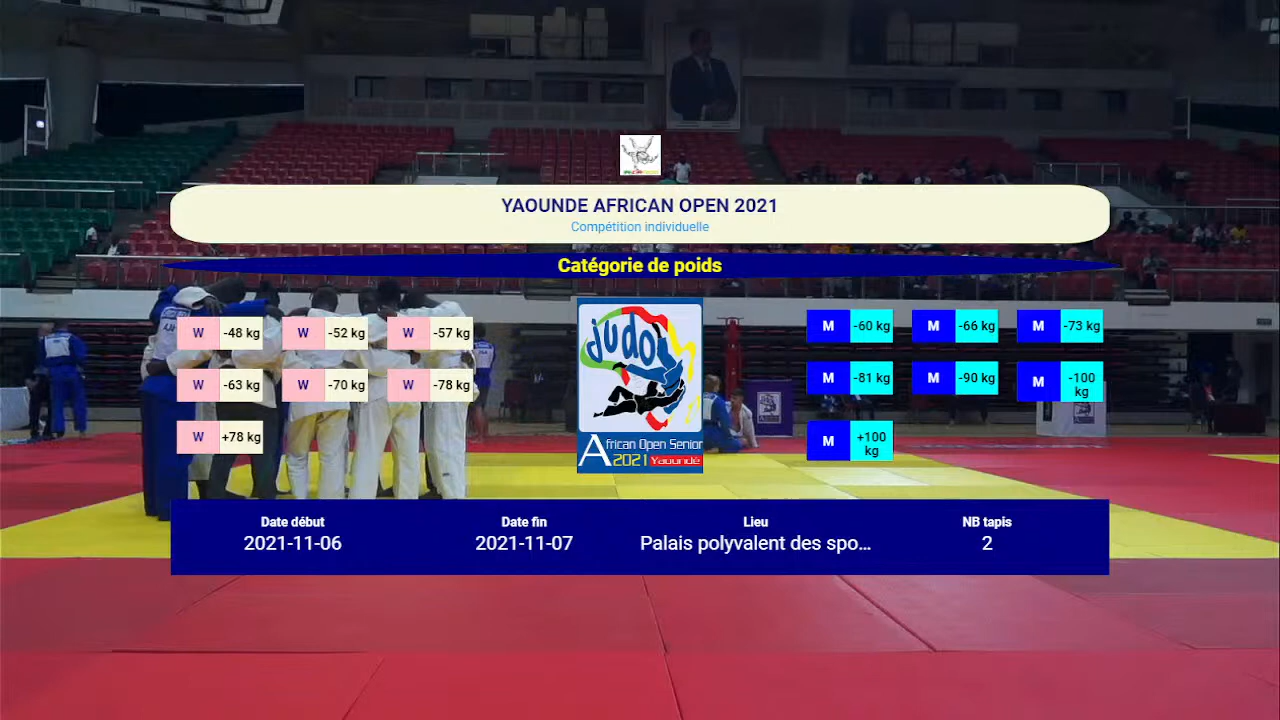 YAOUNDE AFRICAN OPEN 2021
Compétition individuelle
Catégorie de poids
W -48 kg W -52 kg W -57 kg
W -63 kg W -70 kg W -78 kg
W +78 kg
judo
African Open Senior
2021 Yaoundé
M -60 kg M -66 kg M -73 kg
M -81 kg M -90 kg M -100 kg
M +100 kg
Date début Date fin Lieu NB tapis
2021-11-06 2021-11-07 Palais polyvalent des spo... 2